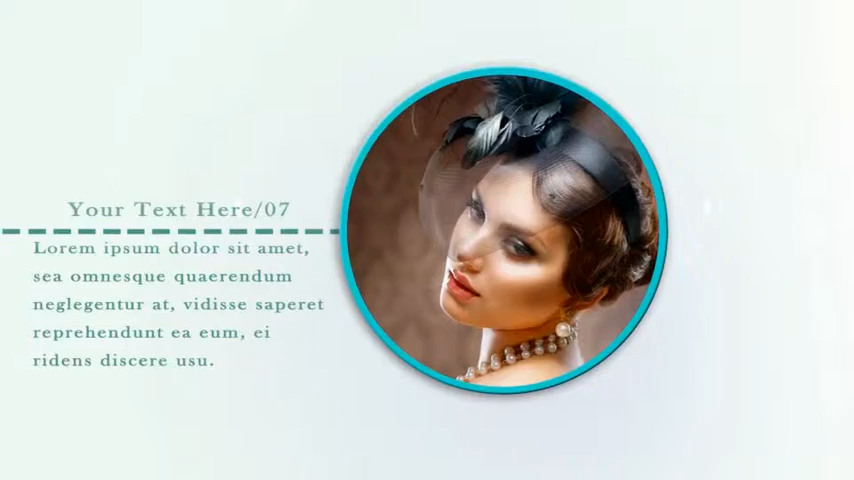 Your Text Here/07
Lorem ipsum dolor sit amet,
sea omnesque quaerendum
neglegentur at, vidisse saperet
reprehendunt ea eum, ei
ridens discere usu.